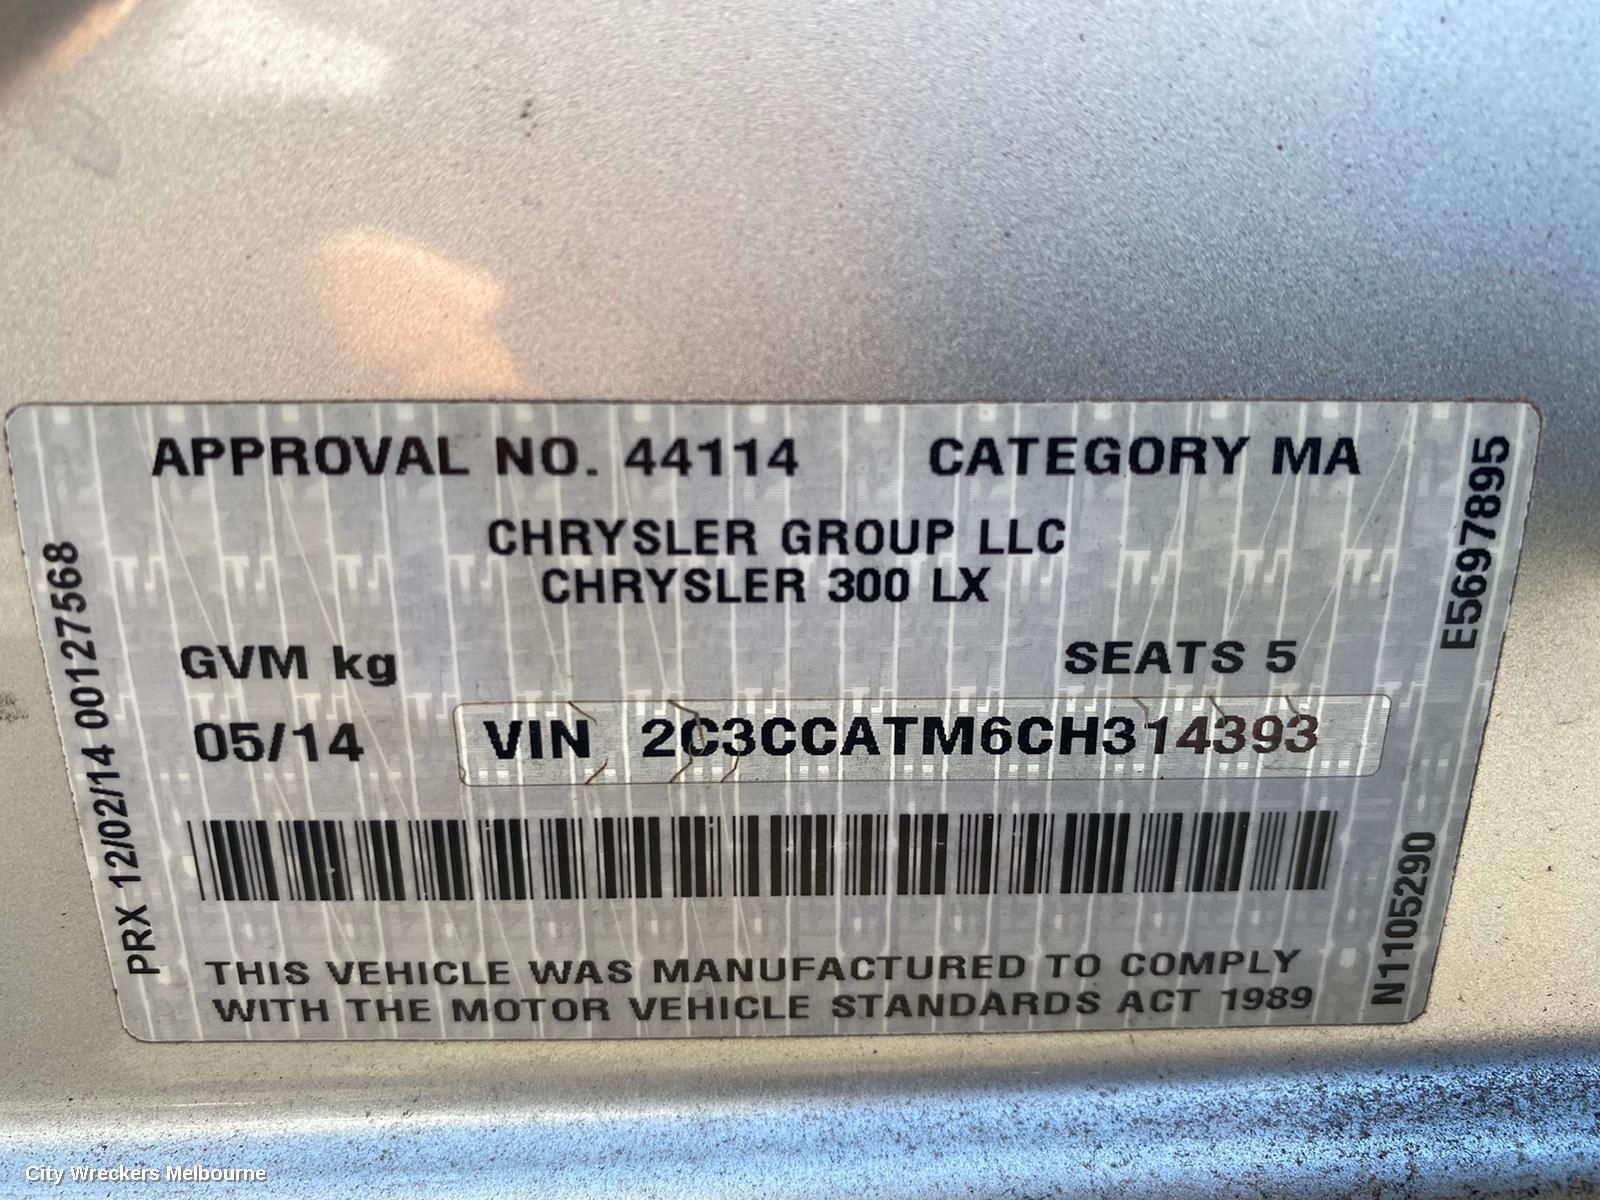 APPROVAL NO. 44114 CATEGORY MA
CHRYSLER GROUP LLC
CHRYSLER 300 LX
GVM kg SEATS 5
05/14 VIN 2C3CCATM6CH314393
THIS VEHICLE WAS MANUFACTURED TO COMPLY
WITH THE MOTOR VEHICLE STANDARDS ACT 1989
PRX 12/02/14 00127568
E5697895
N1105290
City Wreckers Melbourne